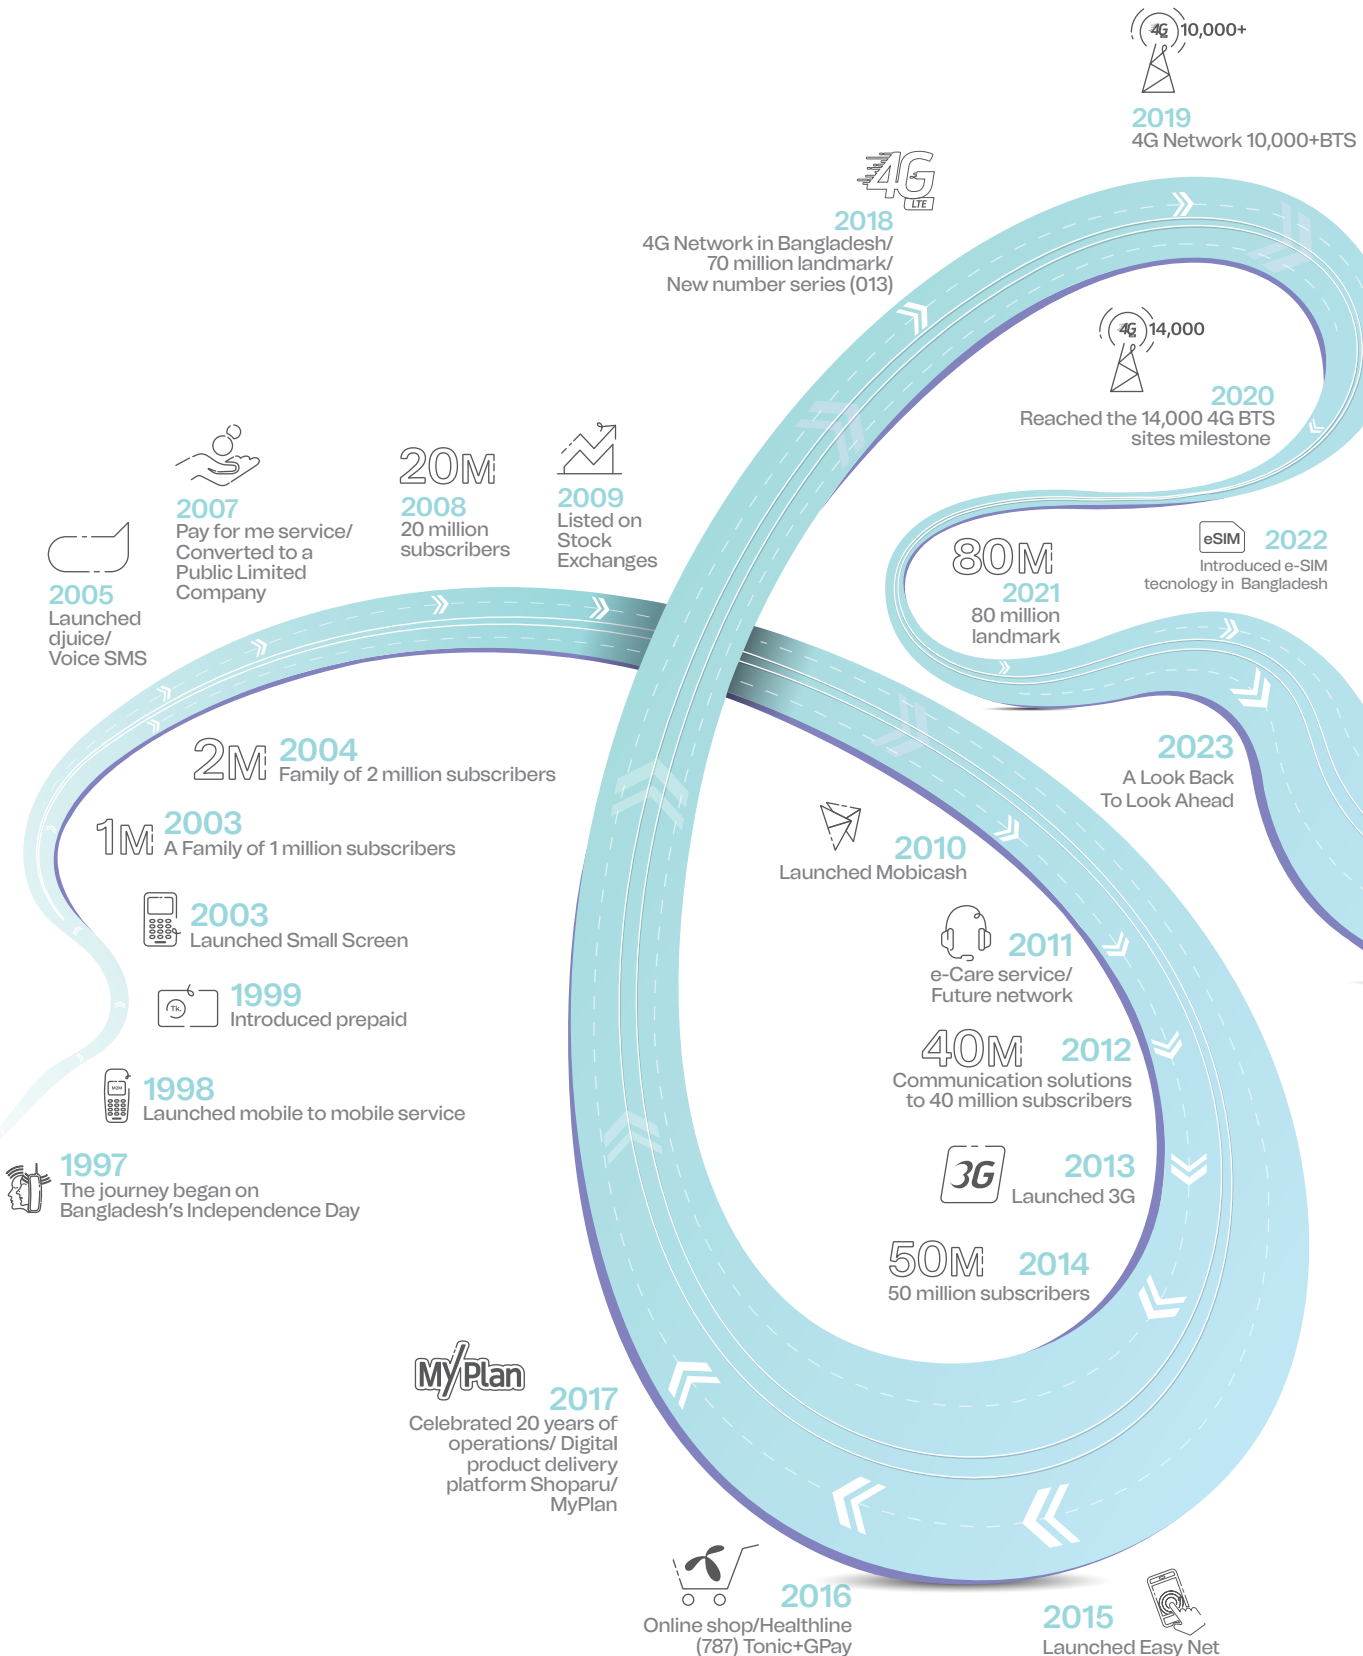 4G 10,000+
2019
4G Network 10,000+BTS
4G
LTE
2018
4G Network in Bangladesh/
70 million landmark/
New number series (013)
4G 14,000
2020
Reached the 14,000 4G BTS
sites milestone
2007
Pay for me service/
Converted to a
Public Limited
Company
20M
2008
20 million
subscribers
2009
Listed on
Stock
Exchanges
2005
Launched
djuice/
Voice SMS
80M
2021
80 million
landmark
eSIM
2022
Introduced e-SIM
tecnology in Bangladesh
2M
2004
Family of 2 million subscribers
2023
A Look Back
To Look Ahead
1M
2003
A Family of 1 million subscribers
2010
Launched Mobicash
2003
Launched Small Screen
2011
e-Care service/
Future network
Tk.
1999
Introduced prepaid
40M
2012
Communication solutions
to 40 million subscribers
M2M
1998
Launched mobile to mobile service
3G
2013
Launched 3G
1997
The journey began on
Bangladesh's Independence Day
50M
2014
50 million subscribers
My Plan
2017
Celebrated 20 years of
operations/ Digital
product delivery
platform Shoparu/
MyPlan
2016
Online shop/Healthline
(787) Tonic+GPay
2015
Launched Easy Net